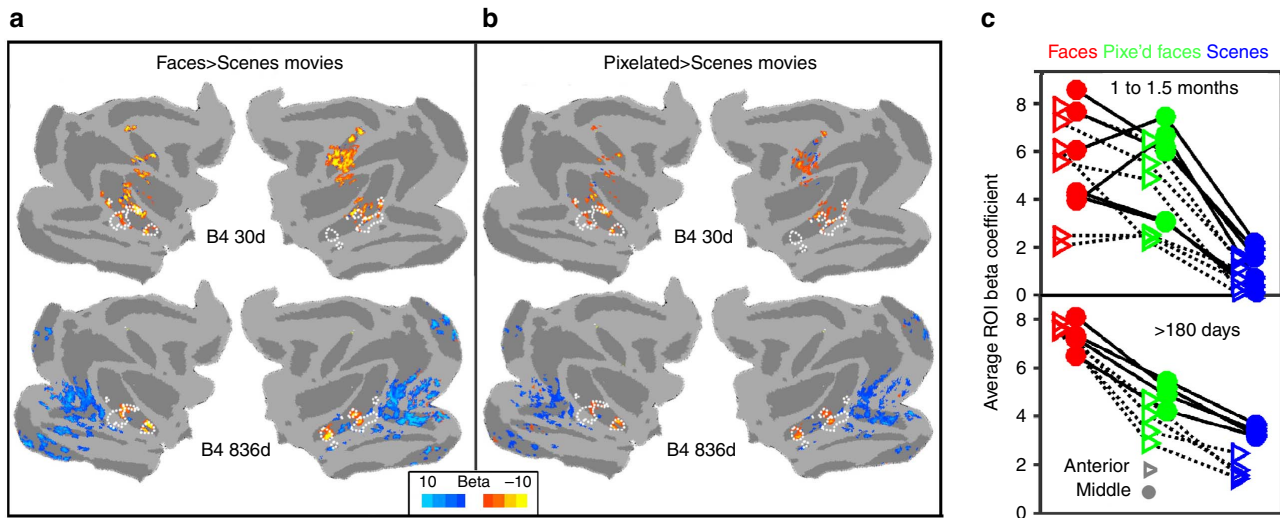 a
b
c
Faces>Scenes movies
Pixelated>Scenes movies
B4 30d
B4 30d
B4 836d
B4 836d
10 Beta −10
Faces Pixe'd faces Scenes
1 to 1.5 months
8
6
4
2
0
>180 days
8
6
4
2
0
Average ROI beta coefficient
Anterior
Middle